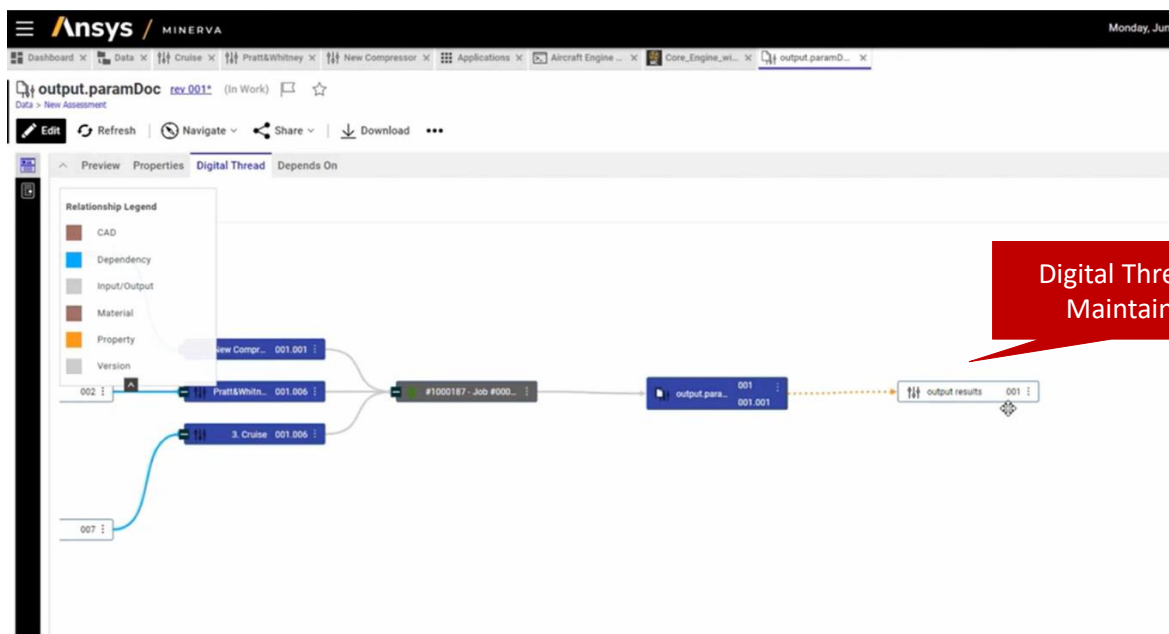 Ansys / MINERVA
Monday, Jun
Dashboard Data Cruise Pratt&Whitney New Compressor Applications Aircraft Engine ... Core_Engine_wi... output.paramD...
output.paramDoc rev 001* (In Work)
Data > New Assessment
Edit Refresh Navigate Share Download
Preview Properties Digital Thread Depends On
Relationship Legend
CAD
Dependency
Input/Output
Material
Property
Version
Digital Thre
Maintain
New Compr... 001.001
002
Pratt&Whitn... 001.006
#1000187 - Job #000...
output.para... 001
001.001
output results 001
3. Cruise 001.006
007